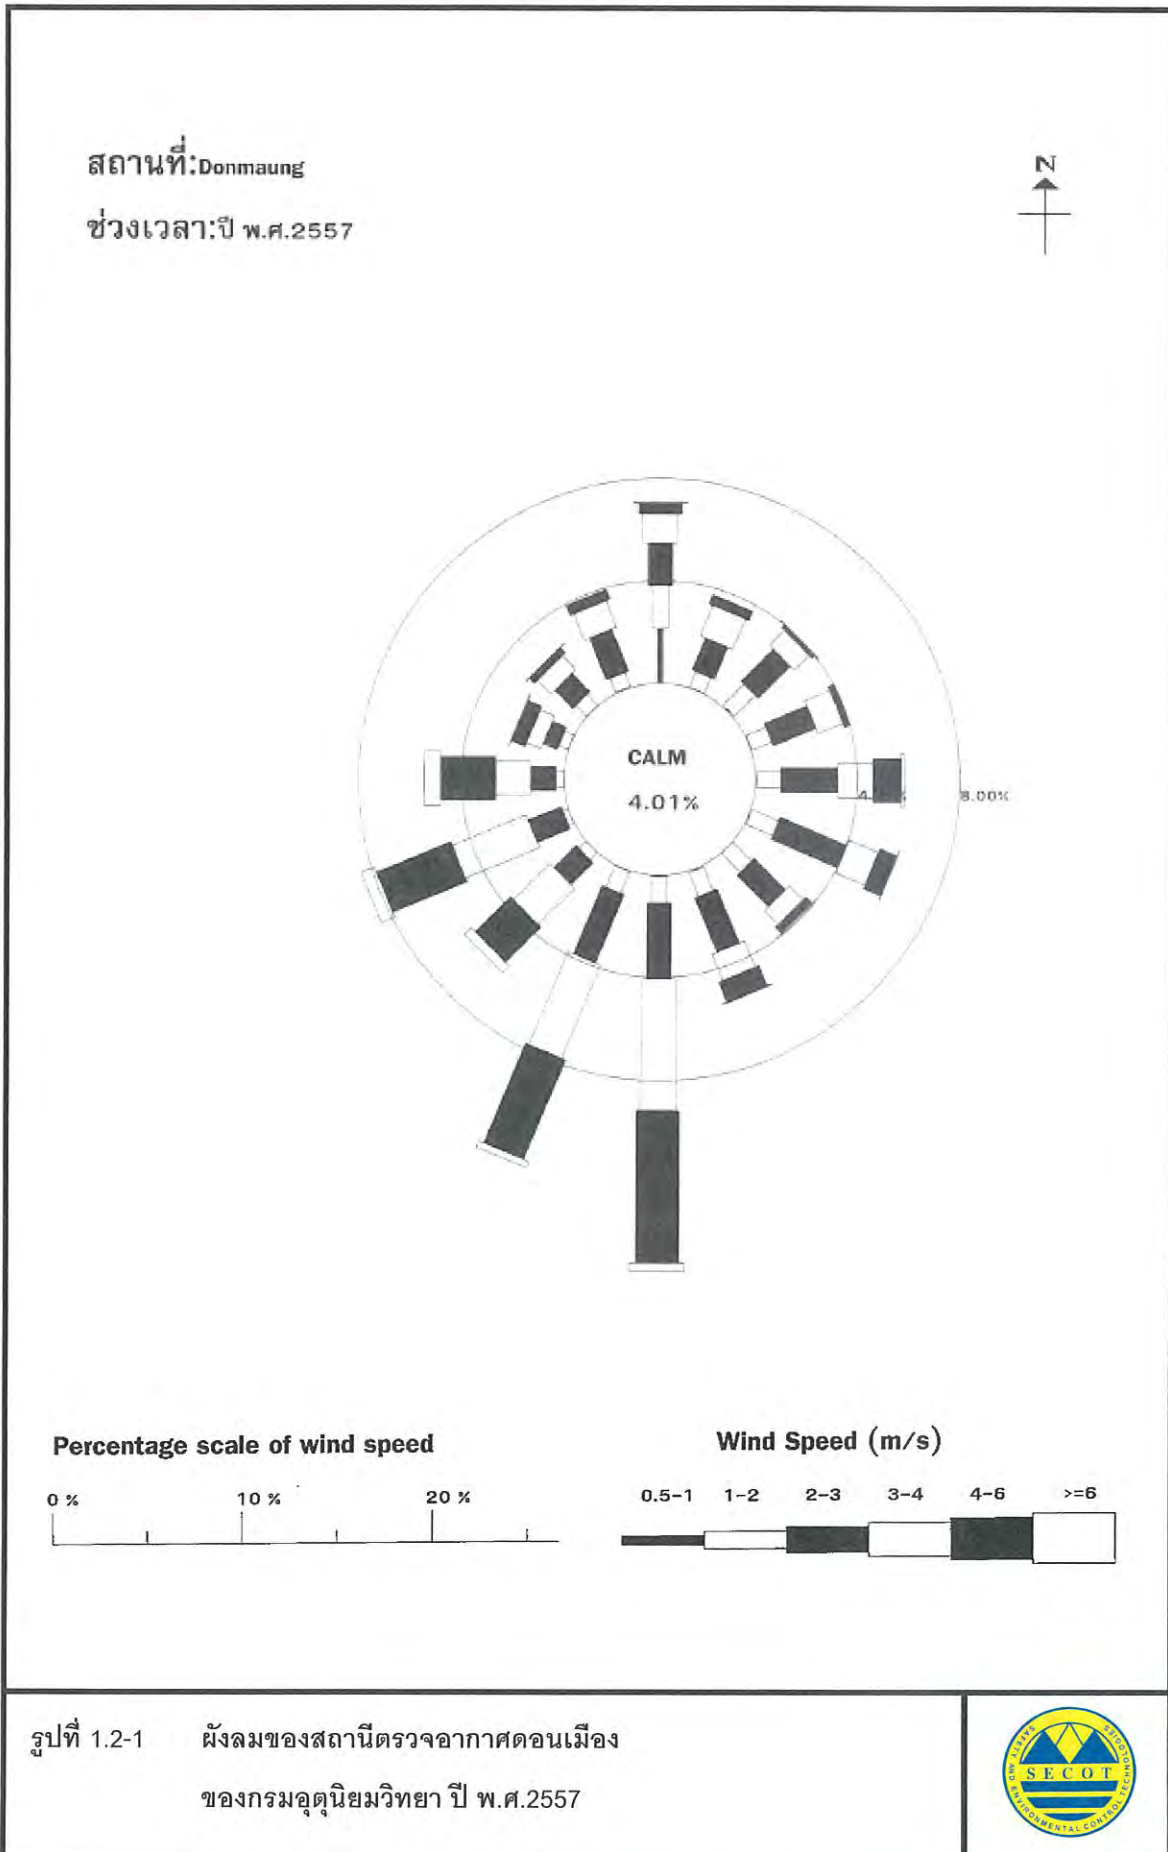 สถานที่:Donmaung
ช่วงเวลา:ปี พ.ศ.2557
N
CALM
4.01%
8.00%
Percentage scale of wind speed
0 %
10 %
20 %
Wind Speed (m/s)
0.5-1 1-2 2-3 3-4 4-6 >=6
รูปที่ 1.2-1 ผังลมของสถานีตรวจอากาศดอนเมือง
ของกรมอุตุนิยมวิทยา ปี พ.ศ.2557
SECOT
SAFETY AND ENVIRONMENTAL CONTROL TECHNOLOGIES